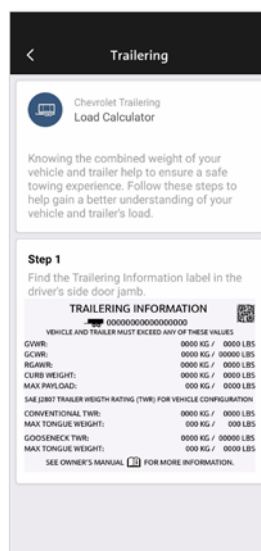 Trailering
Chevrolet Trailering
Load Calculator
Knowing the combined weight of your
vehicle and trailer help to ensure a safe
towing experience. Follow these steps to
help gain a better understanding of your
vehicle and trailer's load.
Step 1
Find the Trailering Information label in the
driver's side door jamb.
TRAILERING INFORMATION
00000000000000000
VEHICLE AND TRAILER MUST EXCEED ANY OF THESE VALUES
GVWR: 0000 KG / 0000 LBS
GCWR: 0000 KG / 00000 LBS
RGAWR: 0000 KG / 0000 LBS
CURB WEIGHT: 0000 KG / 0000 LBS
MAX PAYLOAD: 000 KG / 0000 LBS
SAE J2807 TRAILER WEIGTH RATING (TWR) FOR VEHICLE CONFIGURATION
CONVENTIONAL TWR: 0000 KG / 0000 LBS
MAX TONGUE WEIGHT: 000 KG / 000 LBS
GOOSENECK TWR: 0000 KG / 00000 LBS
MAX TONGUE WEIGHT: 000 KG / 0000 LBS
SEE OWNER'S MANUAL FOR MORE INFORMATION.